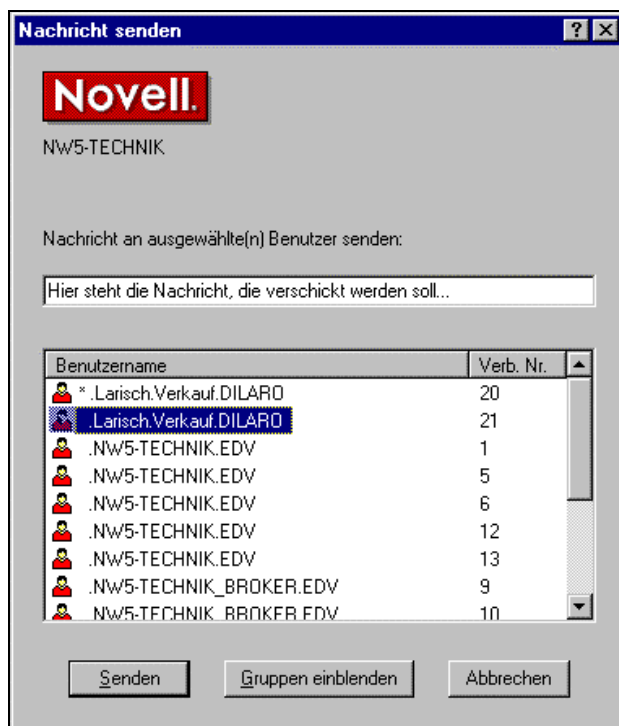 Nachricht senden
Novell.
NW5-TECHNIK
Nachricht an ausgewählte(n) Benutzer senden:
Hier steht die Nachricht, die verschickt werden soll...
Benutzername Verb. Nr.
* .Larisch.Verkauf.DILARO 20
.Larisch.Verkauf.DILARO 21
.NW5-TECHNIK.EDV 1
.NW5-TECHNIK.EDV 5
.NW5-TECHNIK.EDV 6
.NW5-TECHNIK.EDV 12
.NW5-TECHNIK.EDV 13
.NW5-TECHNIK_BROKER.EDV 9
.NW5-TECHNIK_BROKER.EDV 10
Senden Gruppen einblenden Abbrechen